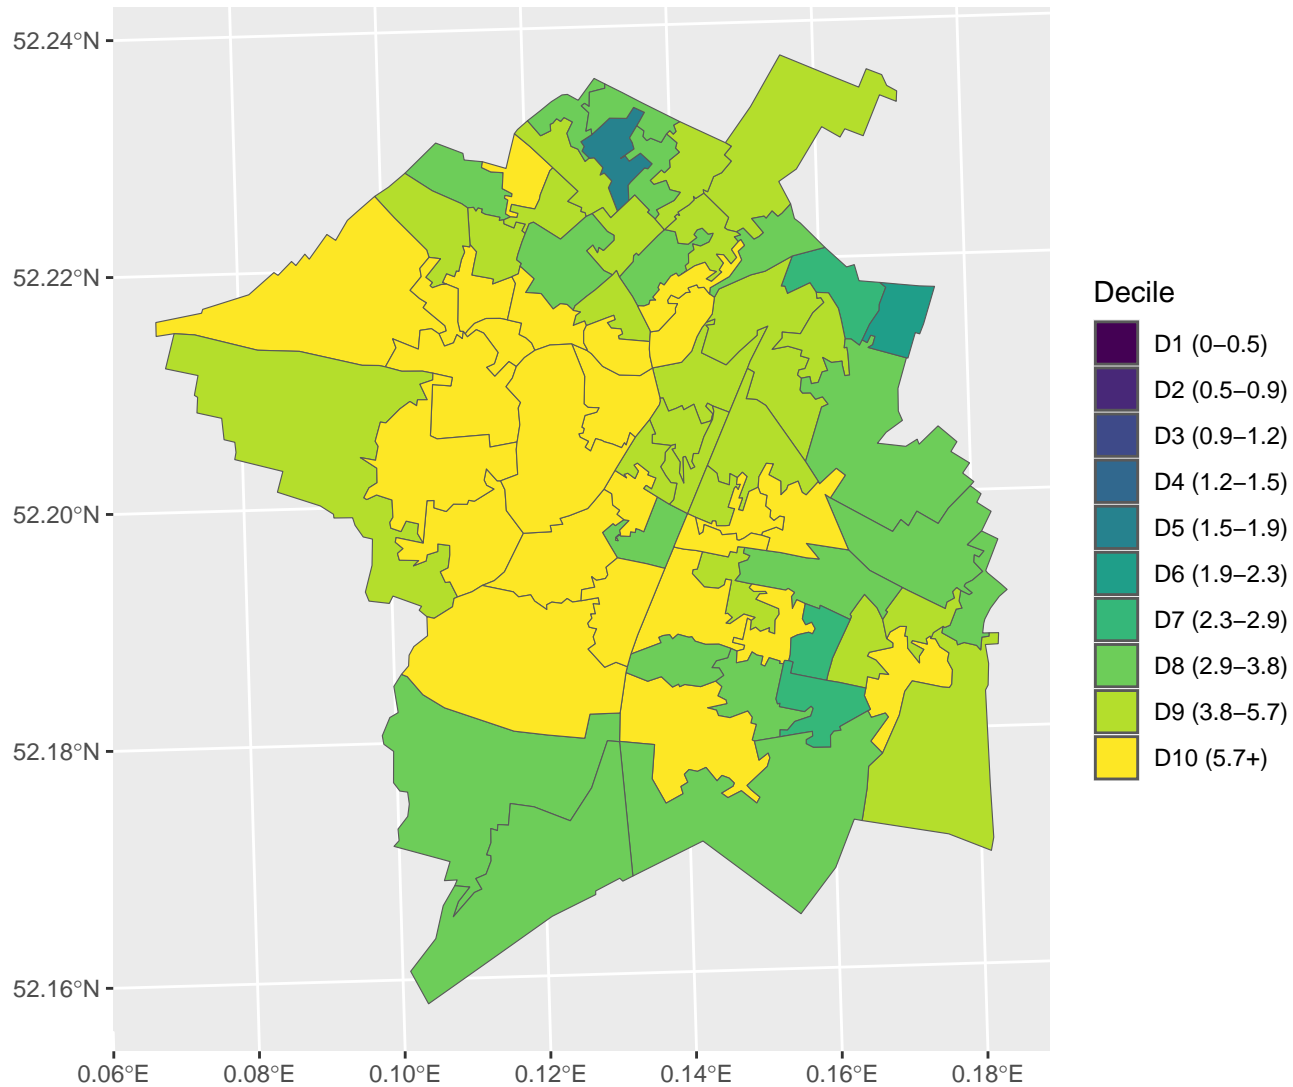 52.24°N
52.22°N
52.20°N
52.18°N
52.16°N
0.06°E
0.08°E
0.10°E
0.12°E
0.14°E
0.16°E
0.18°E
Decile
D1 (0−0.5)
D2 (0.5−0.9)
D3 (0.9−1.2)
D4 (1.2−1.5)
D5 (1.5−1.9)
D6 (1.9−2.3)
D7 (2.3−2.9)
D8 (2.9−3.8)
D9 (3.8−5.7)
D10 (5.7+)